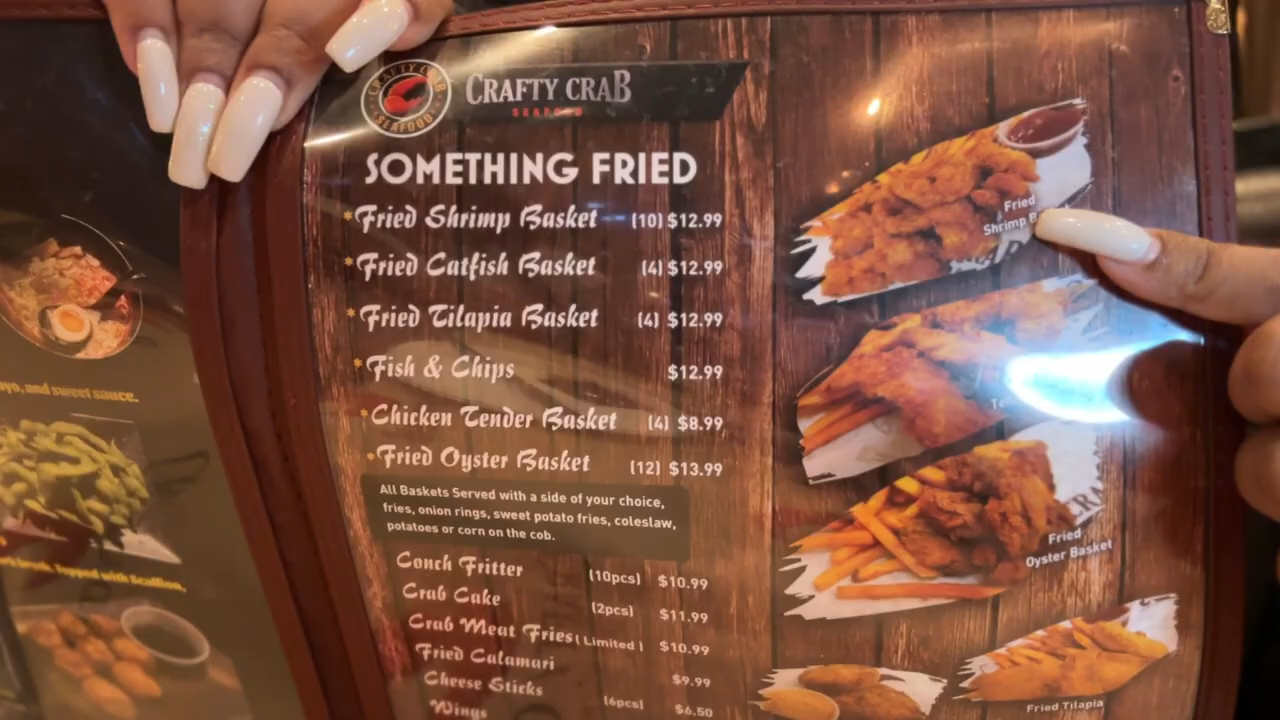 CRAFTY CRAB
SEAFOOD
CRAFTY CRAB
SEAFOOD
SOMETHING FRIED
*Fried Shrimp Basket (10) $12.99
*Fried Catfish Basket (4) $12.99
*Fried Tilapia Basket (4) $12.99
*Fish & Chips $12.99
*Chicken Tender Basket (4) $8.99
*Fried Oyster Basket (12) $13.99
All Baskets Served with a side of your choice,
fries, onion rings, sweet potato fries, coleslaw,
potatoes or corn on the cob.
Conch Fritter (10pcs) $10.99
Crab Cake (2pcs) $11.99
Crab Meat Fries (Limited) $10.99
Fried Calamari $9.99
Cheese Sticks (6pcs) $6.50
Wings
Fried
Shrimp
Fried
Oyster Basket
Fried Tilapia
and sweet sauce.
topped with Scallion,